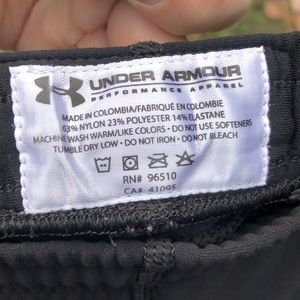 UNDER ARMOUR
PERFORMANCE APPAREL
MADE IN COLOMBIA/FABRIQUÉ EN COLOMBIE
63% NYLON 23% POLYESTER 14% ELASTANE
MACHINE WASH WARM/LIKE COLORS • DO NOT USE SOFTENERS
TUMBLE DRY LOW • DO NOT IRON • DO NOT BLEACH
RN# 96510
CA# 41095